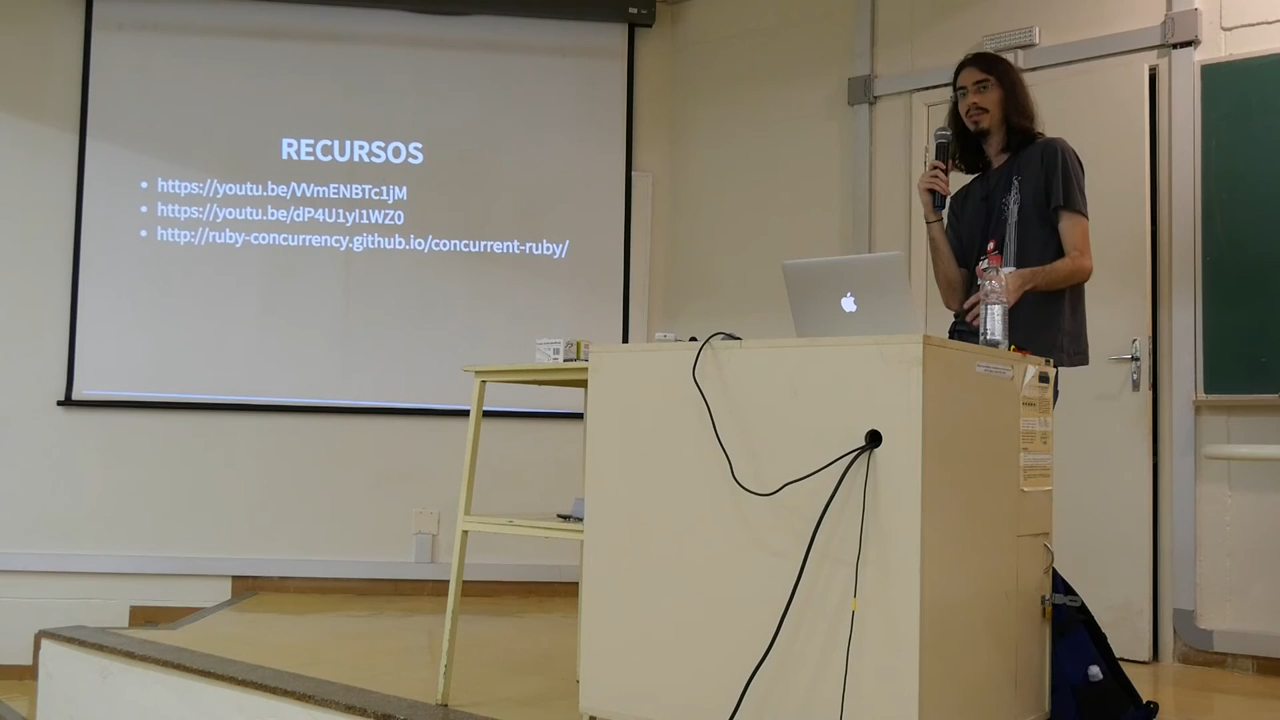 RECURSOS
• https://youtu.be/VVmENBTc1jM
• https://youtu.be/dP4U1yI1WZ0
• http://ruby-concurrency.github.io/concurrent-ruby/